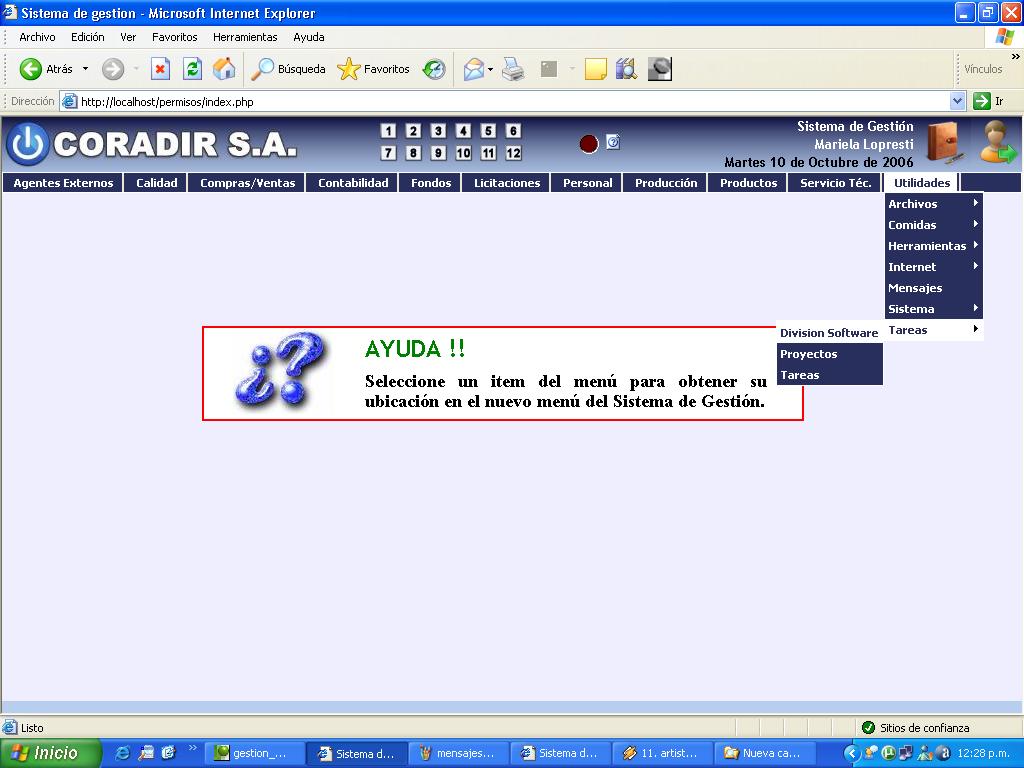 Sistema de gestion - Microsoft Internet Explorer
Archivo Edición Ver Favoritos Herramientas Ayuda
Atrás Búsqueda Favoritos Vínculos »
Dirección http://localhost/permisos/index.php Ir
CORADIR S.A.
1 2 3 4 5 6
7 8 9 10 11 12
Sistema de Gestión
Mariela Lopresti
Martes 10 de Octubre de 2006
Agentes Externos Calidad Compras/Ventas Contabilidad Fondos Licitaciones Personal Producción Productos Servicio Téc. Utilidades
Archivos
Comidas
Herramientas
Internet
Mensajes
Sistema
Tareas
Division Software
Proyectos
Tareas
¿?
AYUDA !!
Seleccione un item del menú para obtener su
ubicación en el nuevo menú del Sistema de Gestión.
Listo Sitios de confianza
Inicio » gestion_... Sistema d... mensajes... Sistema d... 11. artist... Nueva ca... 12:28 p.m.